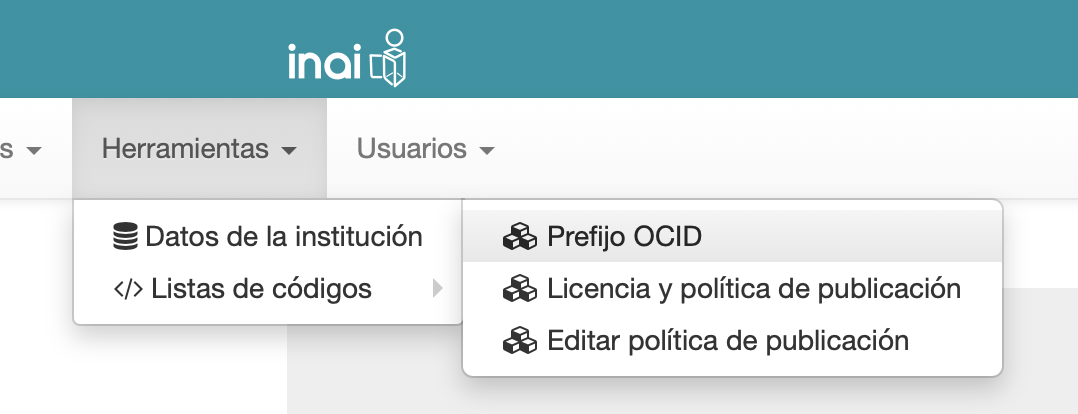 inai
s
Herramientas
Usuarios
Datos de la institución
Listas de códigos
Prefijo OCID
Licencia y política de publicación
Editar política de publicación